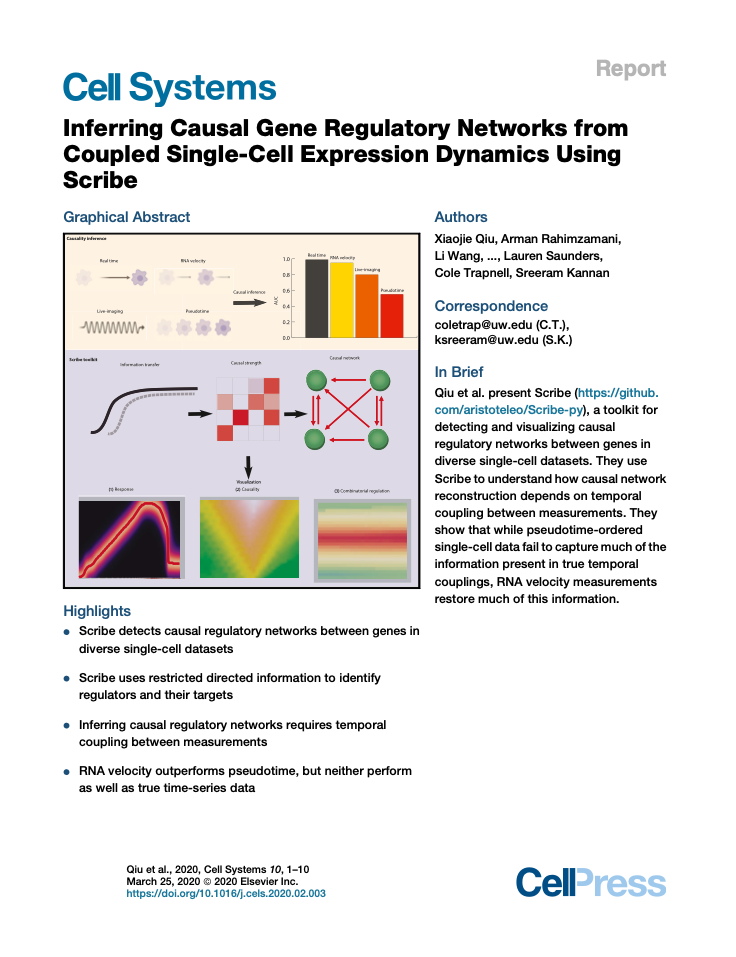 Report
Cell Systems
Inferring Causal Gene Regulatory Networks from
Coupled Single-Cell Expression Dynamics Using
Scribe
Graphical Abstract
Causality inference
Real time
RNA velocity
Live-imaging
Pseudotime
Causal inference
AUC
1.0
0.8
0.6
0.4
0.2
0.0
Real time
RNA velocity
Live-imaging
Pseudotime
Scribe toolkit
Information transfer
Causal strength
Causal network
Visualization
(1) Response
(2) Causality
(3) Combinatorial regulation
Highlights
• Scribe detects causal regulatory networks between genes in
diverse single-cell datasets
• Scribe uses restricted directed information to identify
regulators and their targets
• Inferring causal regulatory networks requires temporal
coupling between measurements
• RNA velocity outperforms pseudotime, but neither perform
as well as true time-series data
Authors
Xiaojie Qiu, Arman Rahimzamani,
Li Wang, ..., Lauren Saunders,
Cole Trapnell, Sreeram Kannan
Correspondence
coletrap@uw.edu (C.T.),
ksreeram@uw.edu (S.K.)
In Brief
Qiu et al. present Scribe (https://github.
com/aristoteleo/Scribe-py), a toolkit for
detecting and visualizing causal
regulatory networks between genes in
diverse single-cell datasets. They use
Scribe to understand how causal network
reconstruction depends on temporal
coupling between measurements. They
show that while pseudotime-ordered
single-cell data fail to capture much of the
information present in true temporal
couplings, RNA velocity measurements
restore much of this information.
Qiu et al., 2020, Cell Systems 10, 1–10
March 25, 2020 © 2020 Elsevier Inc.
https://doi.org/10.1016/j.cels.2020.02.003
CellPress